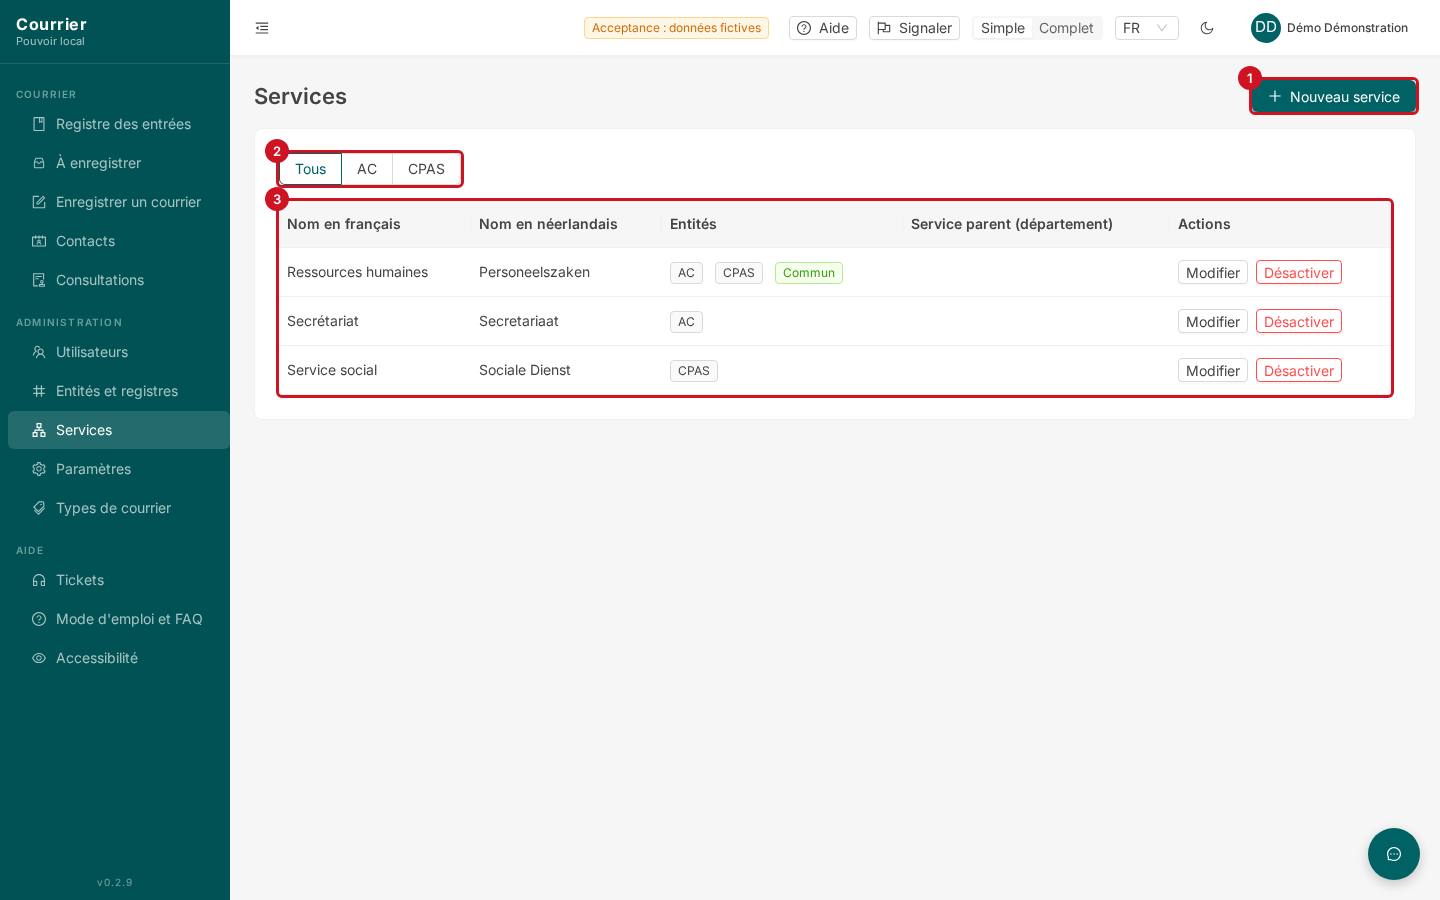 Courrier
Pouvoir local
Acceptance : données fictives
Aide
Signaler
Simple
Complet
FR
DD
Démo Démonstration
COURRIER
Registre des entrées
À enregistrer
Enregistrer un courrier
Contacts
Consultations
ADMINISTRATION
Utilisateurs
Entités et registres
Services
Paramètres
Types de courrier
AIDE
Tickets
Mode d'emploi et FAQ
Accessibilité
v0.2.9
Services
1
Nouveau service
2
Tous AC CPAS
3
Nom en français Nom en néerlandais Entités Service parent (département) Actions
Ressources humaines Personeelszaken AC CPAS Commun Modifier Désactiver
Secrétariat Secretariaat AC Modifier Désactiver
Service social Sociale Dienst CPAS Modifier Désactiver